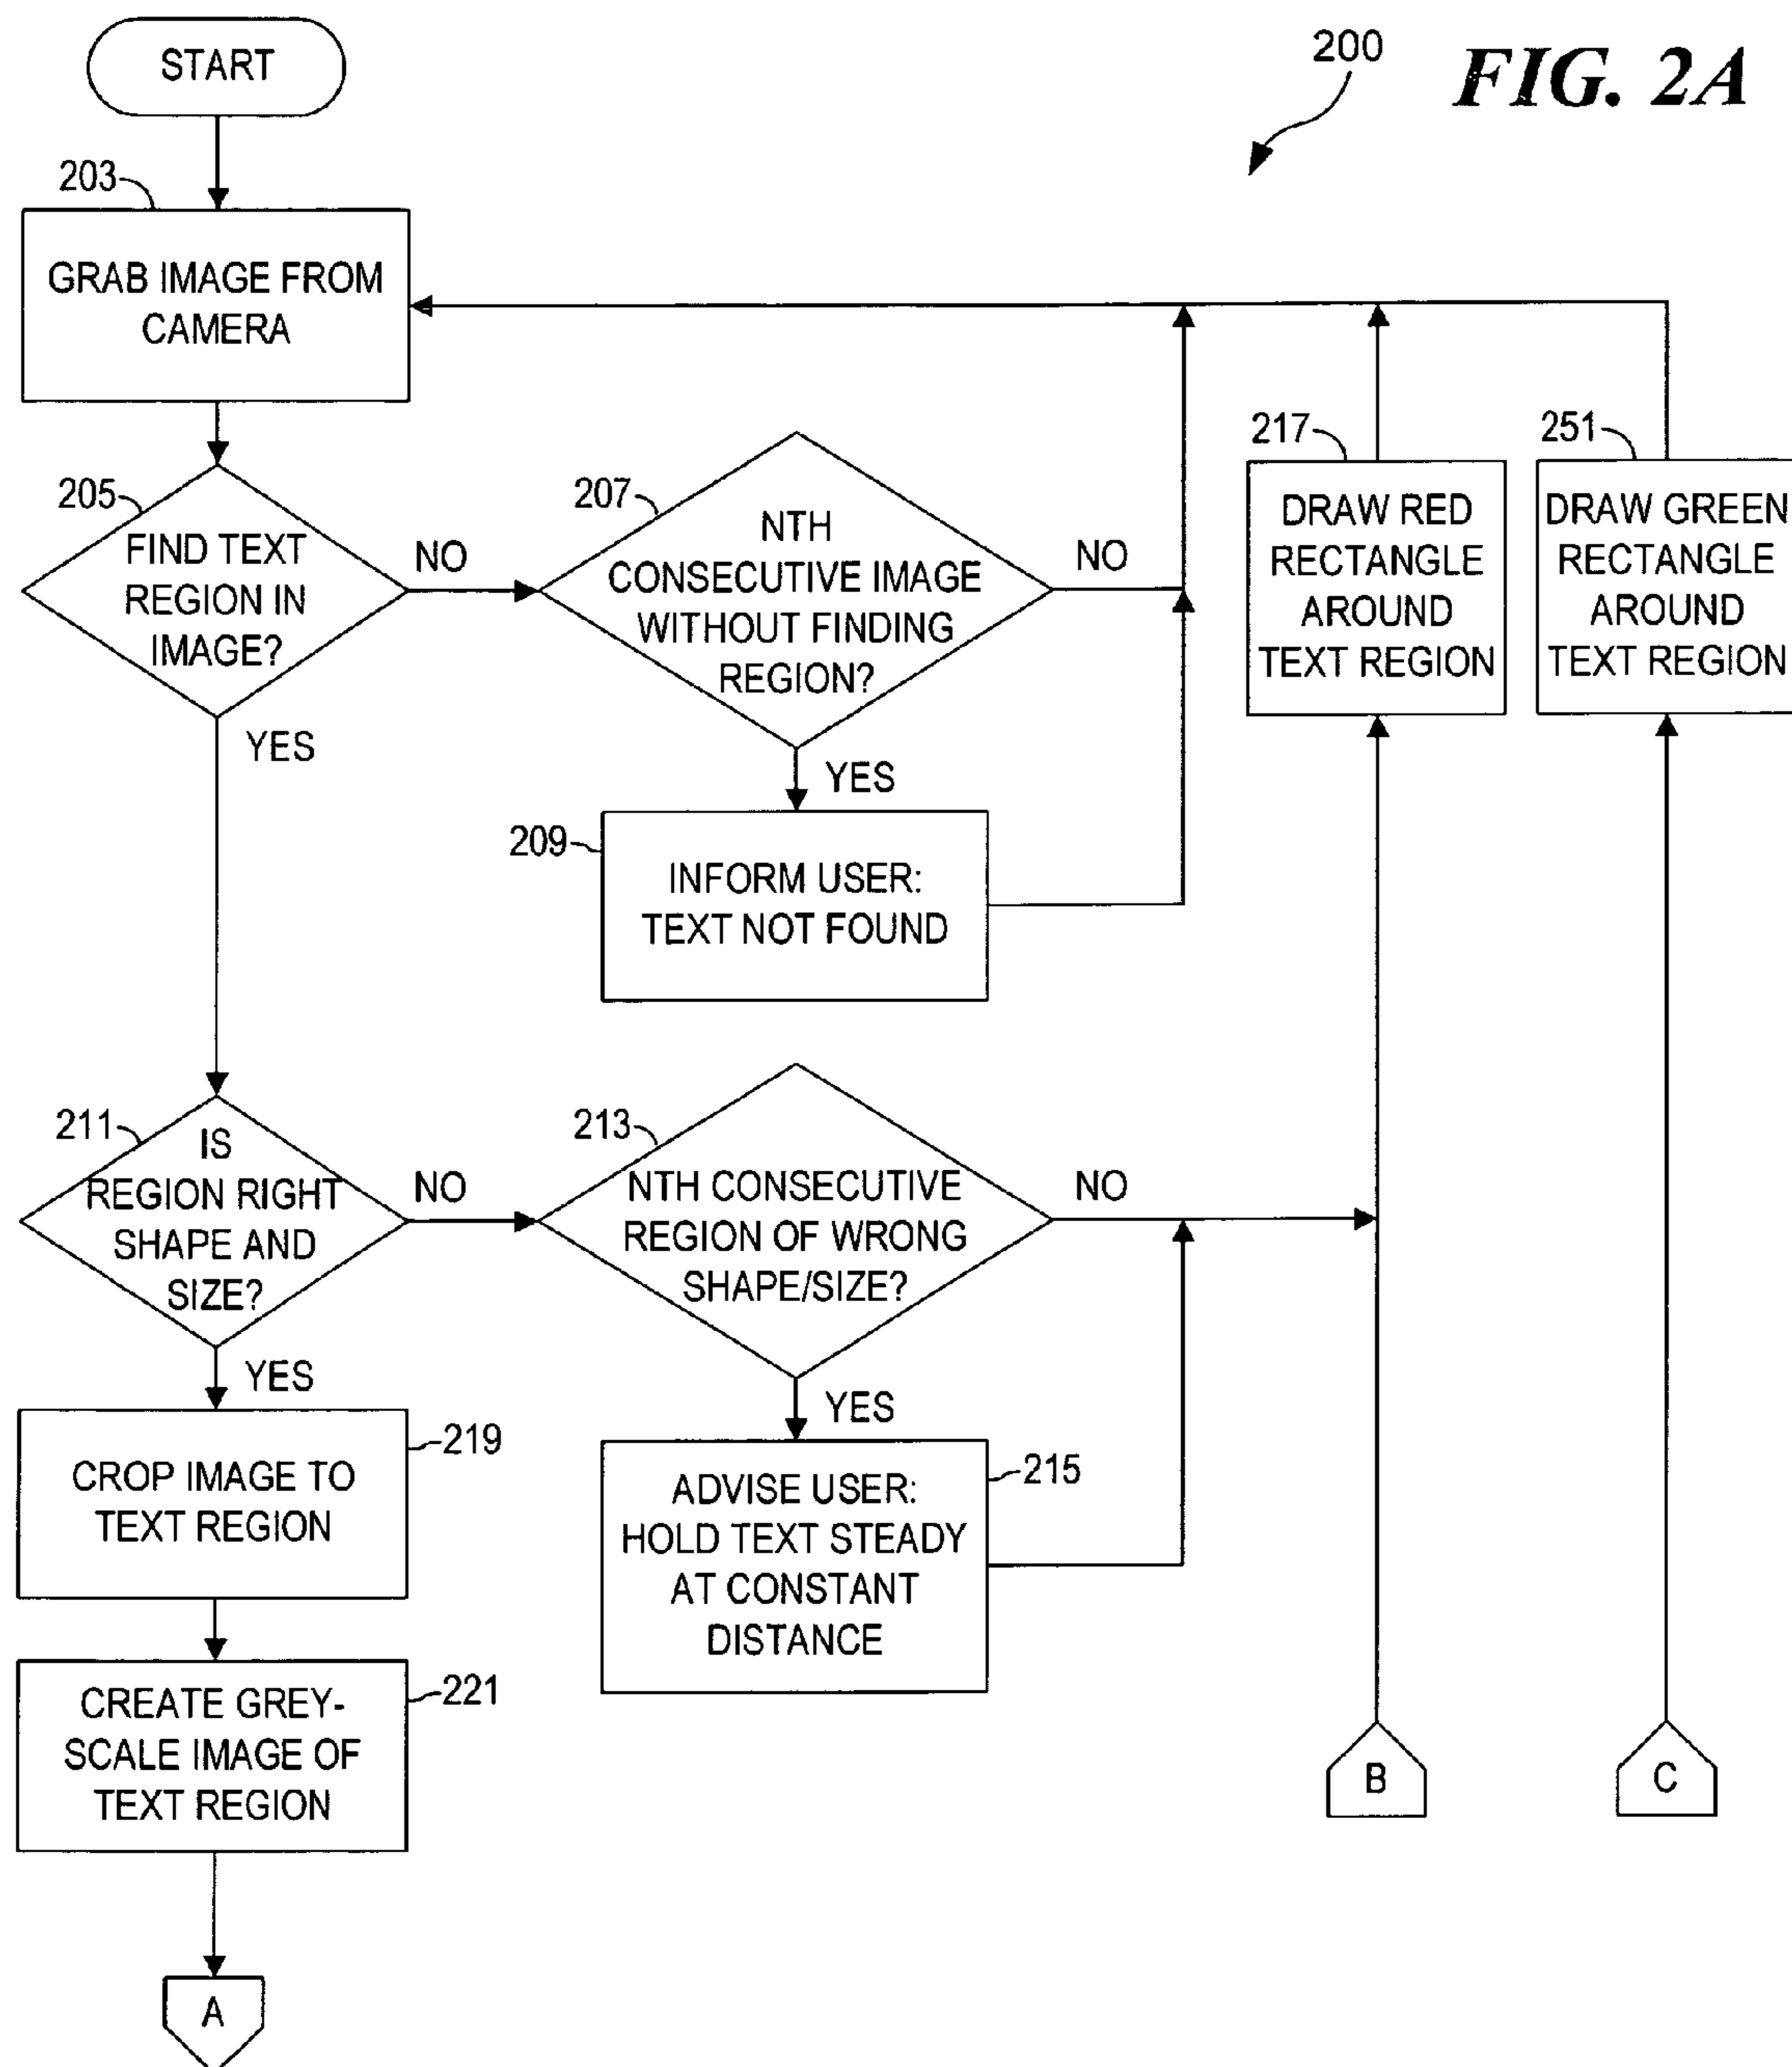 START
200
FIG. 2A
203
GRAB IMAGE FROM
CAMERA
205
FIND TEXT
REGION IN
IMAGE?
NO
YES
207
NTH
CONSECUTIVE IMAGE
WITHOUT FINDING
REGION?
NO
YES
209
INFORM USER:
TEXT NOT FOUND
217
DRAW RED
RECTANGLE
AROUND
TEXT REGION
251
DRAW GREEN
RECTANGLE
AROUND
TEXT REGION
211
IS
REGION RIGHT
SHAPE AND
SIZE?
NO
YES
213
NTH CONSECUTIVE
REGION OF WRONG
SHAPE/SIZE?
NO
YES
215
ADVISE USER:
HOLD TEXT STEADY
AT CONSTANT
DISTANCE
219
CROP IMAGE TO
TEXT REGION
221
CREATE GREY-
SCALE IMAGE OF
TEXT REGION
B
C
A